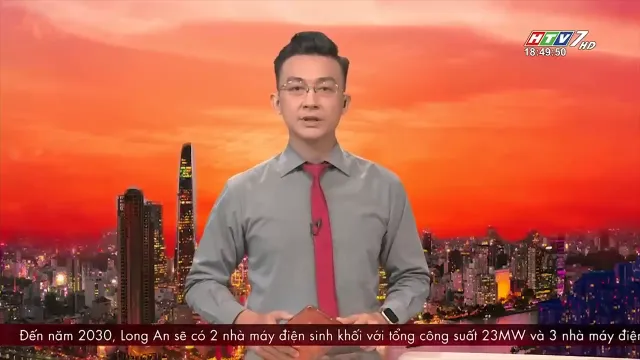 HTV7 HD
18:49:50
Đến năm 2030, Long An sẽ có 2 nhà máy điện sinh khối với tổng công suất 23MW và 3 nhà máy điệ